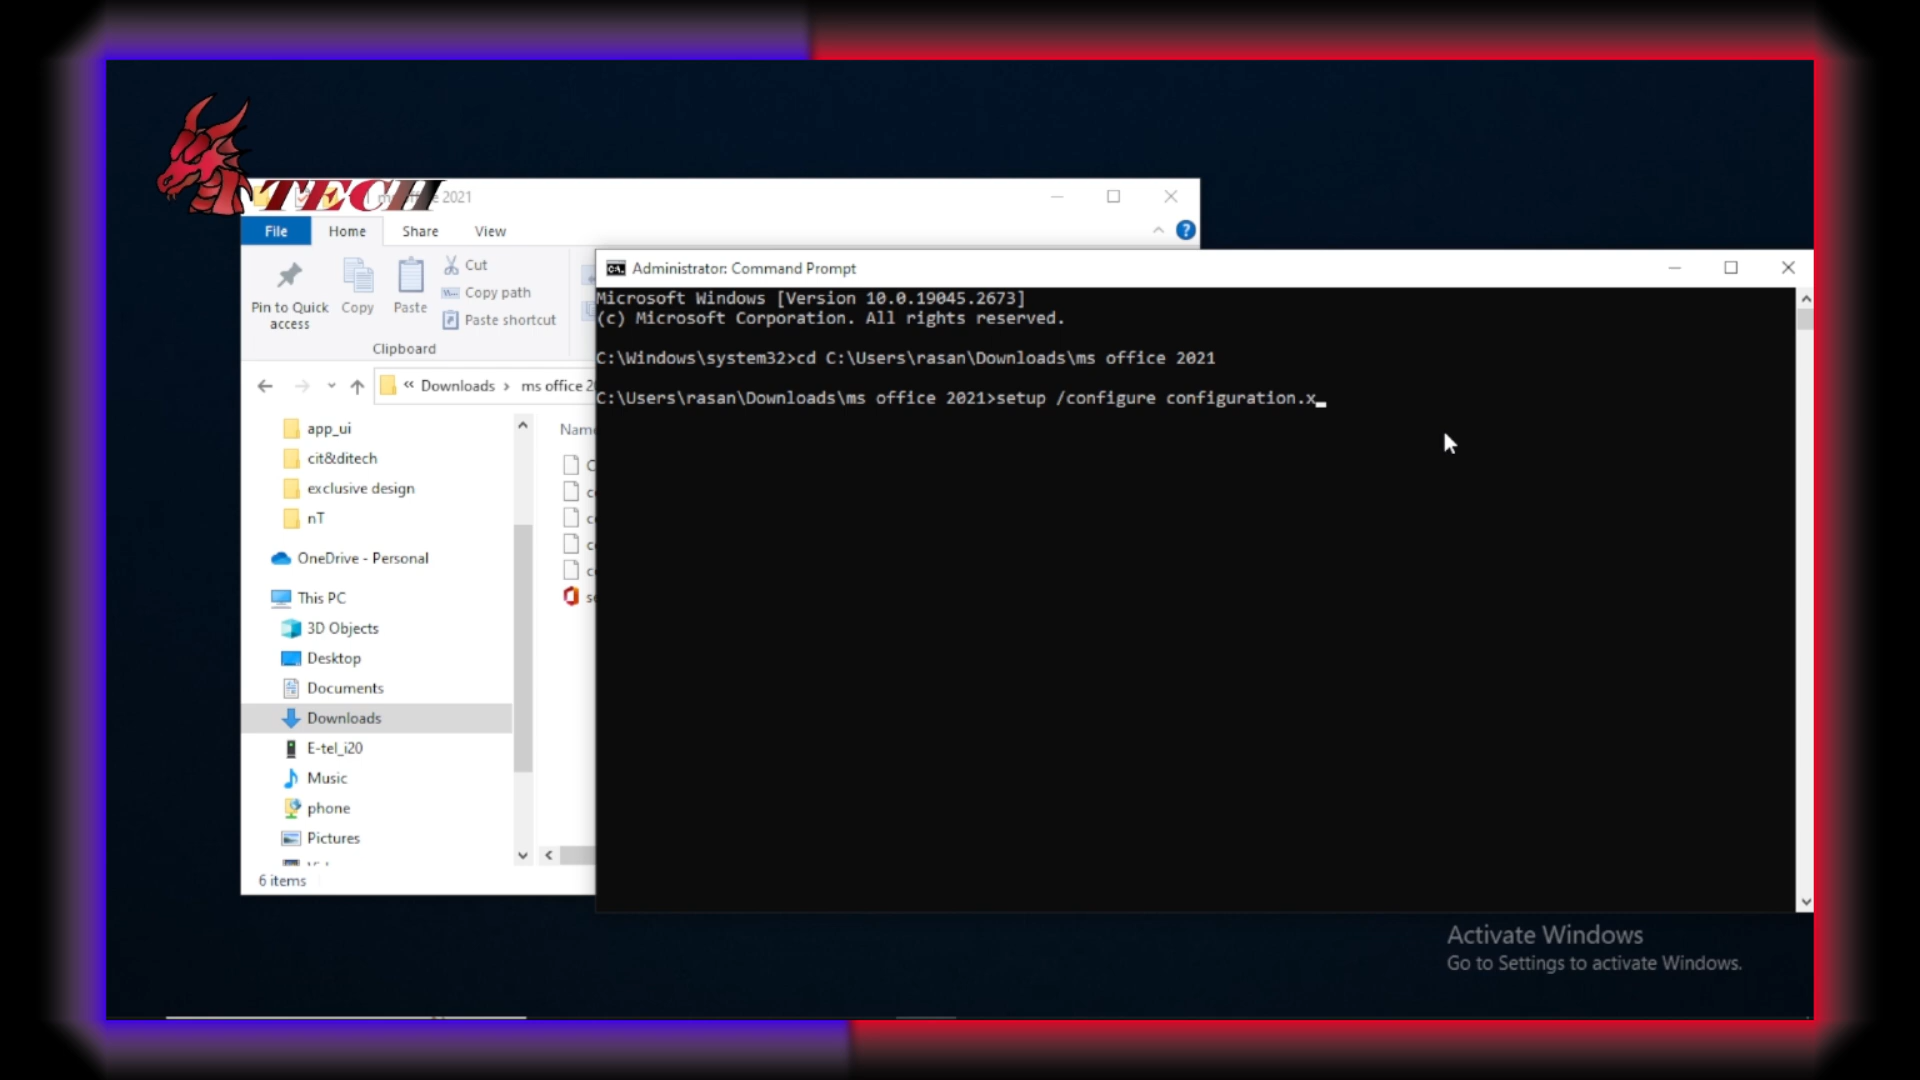 TECH
2021
File
Home
Share
View
Pin to Quick access
Copy
Paste
Cut
Copy path
Paste shortcut
Clipboard
« Downloads › ms office 2
Name
app_ui
cit&ditech
exclusive design
nT
OneDrive - Personal
This PC
3D Objects
Desktop
Documents
Downloads
E-tel_i20
Music
phone
Pictures
6 items
Administrator: Command Prompt
Microsoft Windows [Version 10.0.19045.2673]
(c) Microsoft Corporation. All rights reserved.
C:\Windows\system32>cd C:\Users\rasan\Downloads\ms office 2021
C:\Users\rasan\Downloads\ms office 2021>setup /configure configuration.x_
Activate Windows
Go to Settings to activate Windows.